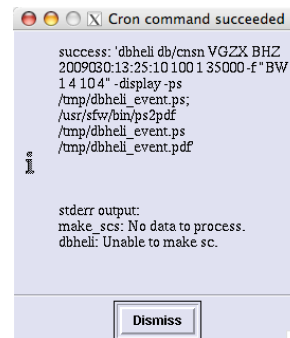 Cron command succeeded
success: 'dbheli db/cnsn VGZX BHZ
2009030:13:25:10 100 1 35000 -f "BW
1 4 10 4" -display -ps
/tmp/dbheli_event.ps;
/usr/sfw/bin/ps2pdf
/tmp/dbheli_event.ps
/tmp/dbheli_event.pdf'
stderr output:
make_scs: No data to process.
dbheli: Unable to make sc.
Dismiss